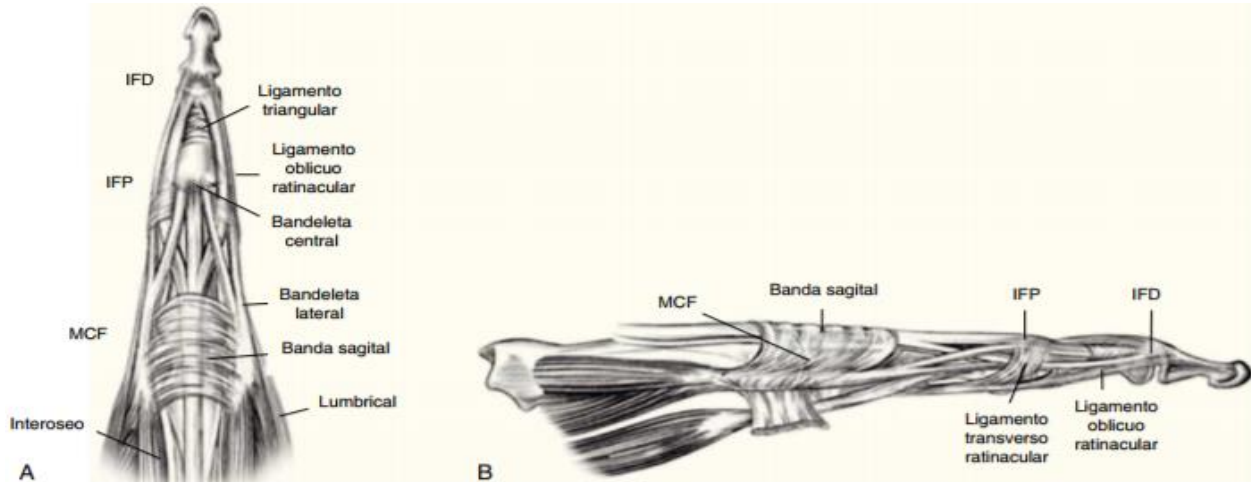 IFD
Ligamento
triangular
Ligamento
oblicuo
ratinacular
IFP
Bandeleta
central
Bandeleta
lateral
MCF
Banda sagital
Lumbrical
Interoseo
A
Banda sagital
MCF
IFP
IFD
Ligamento
transverso
ratinacular
Ligamento
oblicuo
ratinacular
B